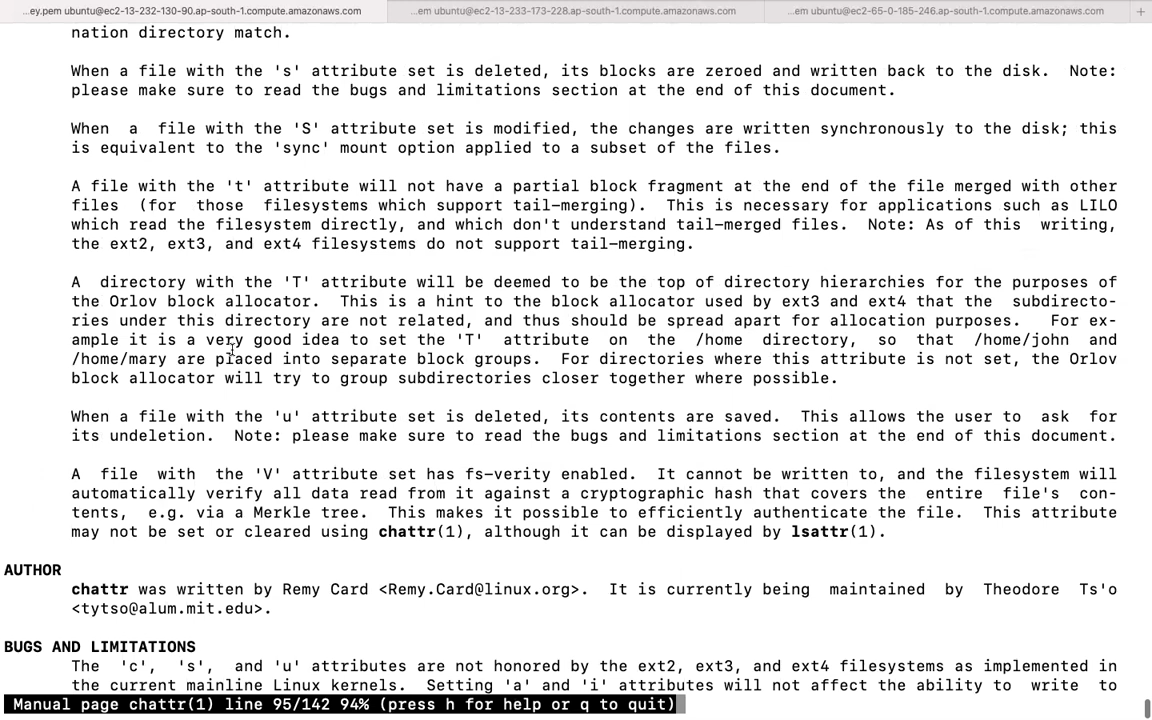 ...ey.pem ubuntu@ec2-13-232-130-90.ap-south-1.compute.amazonaws.com ...em ubuntu@ec2-13-233-173-228.ap-south-1.compute.amazonaws.com ...em ubuntu@ec2-65-0-185-246.ap-south-1.compute.amazonaws.com +
nation directory match.
When a file with the 's' attribute set is deleted, its blocks are zeroed and written back to the disk.  Note:
please make sure to read the bugs and limitations section at the end of this document.
When  a  file with the 'S' attribute set is modified, the changes are written synchronously to the disk; this
is equivalent to the 'sync' mount option applied to a subset of the files.
A file with the 't' attribute will not have a partial block fragment at the end of the file merged with other
files  (for  those  filesystems which support tail-merging).  This is necessary for applications such as LILO
which read the filesystem directly, and which don't understand tail-merged files.  Note: As of this  writing,
the ext2, ext3, and ext4 filesystems do not support tail-merging.
A  directory with the 'T' attribute will be deemed to be the top of directory hierarchies for the purposes of
the Orlov block allocator.  This is a hint to the block allocator used by ext3 and ext4 that the  subdirecto-
ries under this directory are not related, and thus should be spread apart for allocation purposes.   For ex-
ample it is a very good idea to set the 'T'  attribute  on  the  /home  directory,  so  that  /home/john  and
/home/mary are placed into separate block groups.  For directories where this attribute is not set, the Orlov
block allocator will try to group subdirectories closer together where possible.
When a file with the 'u' attribute set is deleted, its contents are saved.  This allows the user to  ask  for
its undeletion.  Note: please make sure to read the bugs and limitations section at the end of this document.
A  file  with  the 'V' attribute set has fs-verity enabled.  It cannot be written to, and the filesystem will
automatically verify all data read from it against a cryptographic hash that covers the  entire  file's  con-
tents,  e.g. via a Merkle tree.  This makes it possible to efficiently authenticate the file.  This attribute
may not be set or cleared using chattr(1), although it can be displayed by lsattr(1).
AUTHOR
chattr was written by Remy Card <Remy.Card@linux.org>.  It is currently being  maintained  by  Theodore  Ts'o
<tytso@alum.mit.edu>.
BUGS AND LIMITATIONS
The  'c',  's',  and 'u' attributes are not honored by the ext2, ext3, and ext4 filesystems as implemented in
the current mainline Linux kernels.  Setting 'a' and 'i' attributes will not affect the ability to  write  to
Manual page chattr(1) line 95/142 94% (press h for help or q to quit)